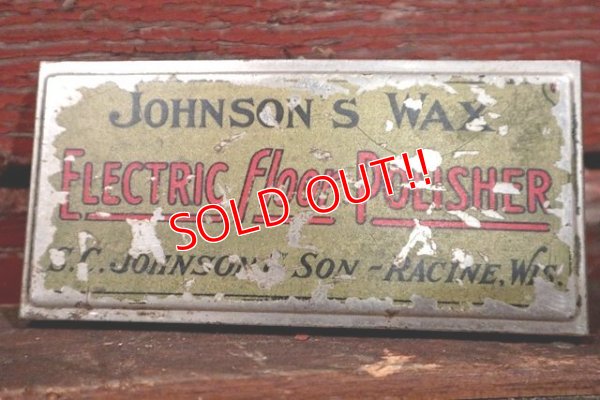 JOHNSON'S WAX
ELECTRIC floor POLISHER
SOLD OUT!!
S.C. JOHNSON & SON - RACINE, WIS.